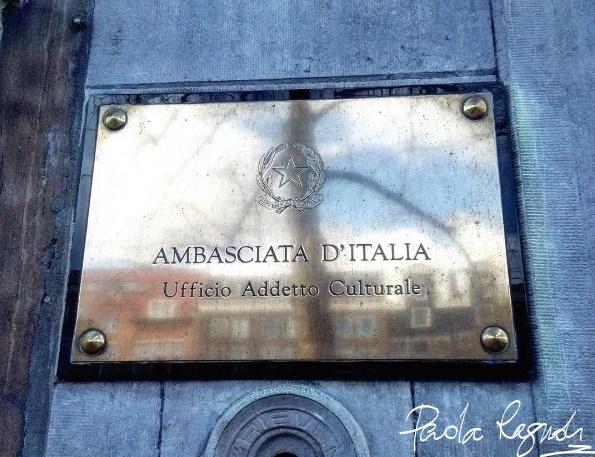 AMBASCIATA D'ITALIA
Ufficio Addetto Culturale
Paola